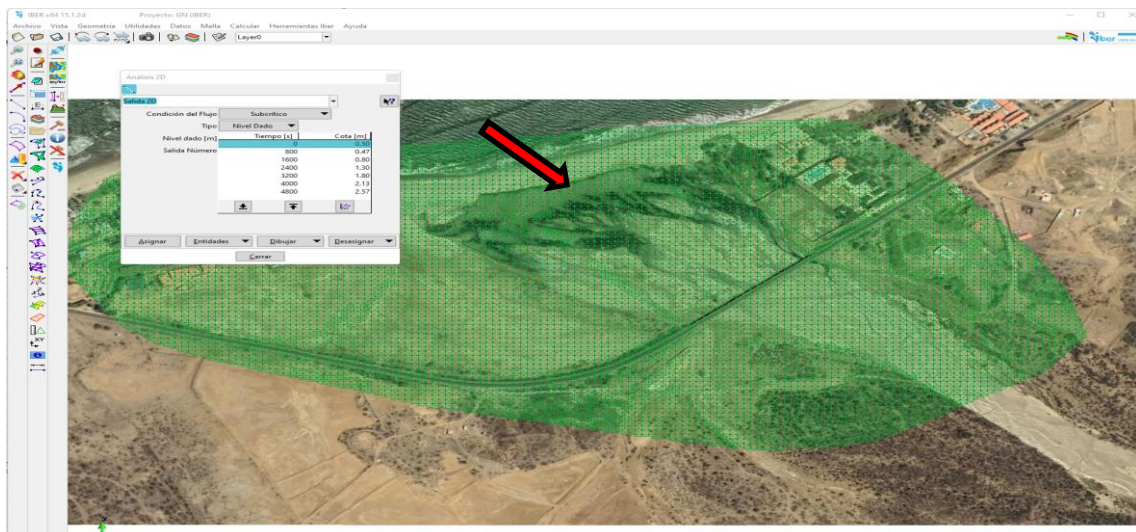 IBER x64 15.1.2d Proyecto: GN (IBER)
Archivo Vista Geometría Utilidades Datos Malla Calcular Herramientas Iber Ayuda
Layer0
Iber
Análisis 2D
Salida 2D
Condición del Flujo Subcrítico
Tipo Nivel Dado
Nivel dado [m] Tiempo [s] Cota [m]
0 0.50
Salida Número 800 0.47
1600 0.80
2400 1.30
3200 1.80
4000 2.13
4800 2.57
Asignar Entidades Dibujar Desasignar
Cerrar